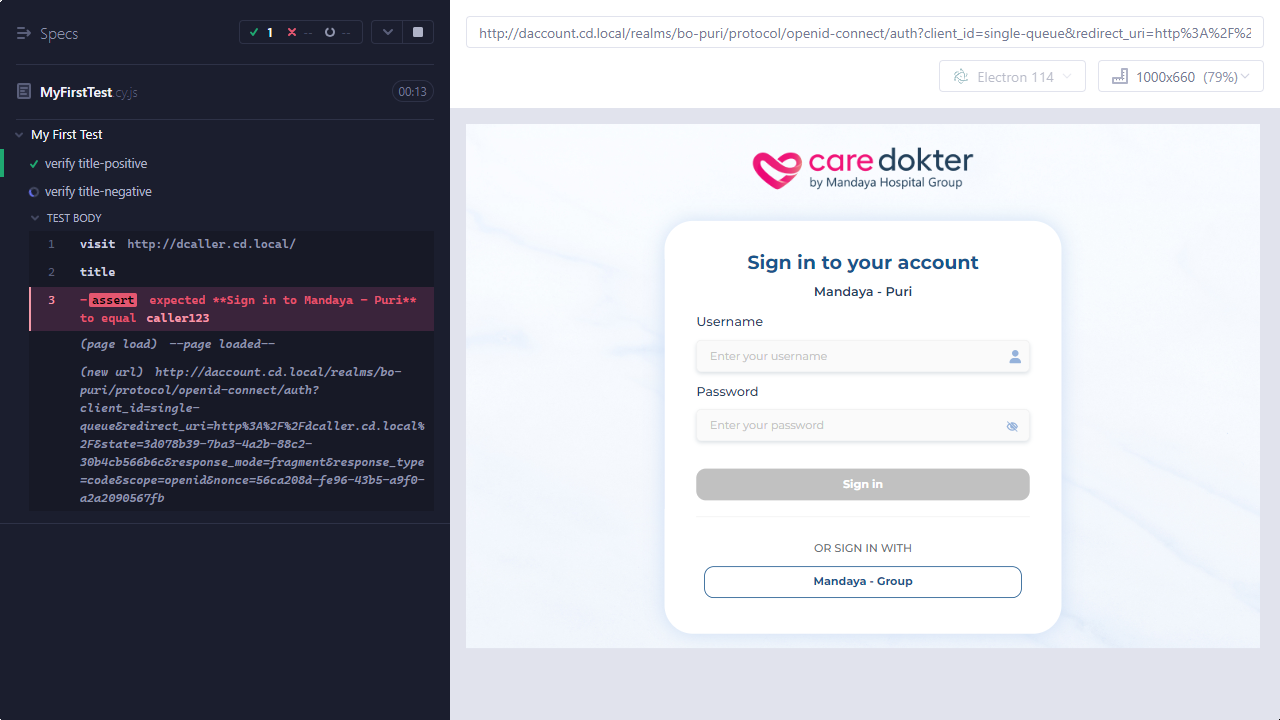 Specs
1
--
--
MyFirstTest.cy.js
00:13
My First Test
verify title-positive
verify title-negative
TEST BODY
1 visit http://dcaller.cd.local/
2 title
3 -assert expected **Sign in to Mandaya - Puri**
to equal caller123
(page load) --page loaded--
(new url) http://daccount.cd.local/realms/bo-
puri/protocol/openid-connect/auth?
client_id=single-
queue&redirect_uri=http%3A%2F%2Fdcaller.cd.local%
2F&state=3d078b39-7ba3-4a2b-88c2-
30b4cb566b6c&response_mode=fragment&response_type
=code&scope=openid&nonce=56ca208d-fe96-43b5-a9f0-
a2a2090567fb
http://daccount.cd.local/realms/bo-puri/protocol/openid-connect/auth?client_id=single-queue&redirect_uri=http%3A%2F%2
Electron 114
1000x660 (79%)
care dokter
by Mandaya Hospital Group
Sign in to your account
Mandaya - Puri
Username
Enter your username
Password
Enter your password
Sign in
OR SIGN IN WITH
Mandaya - Group